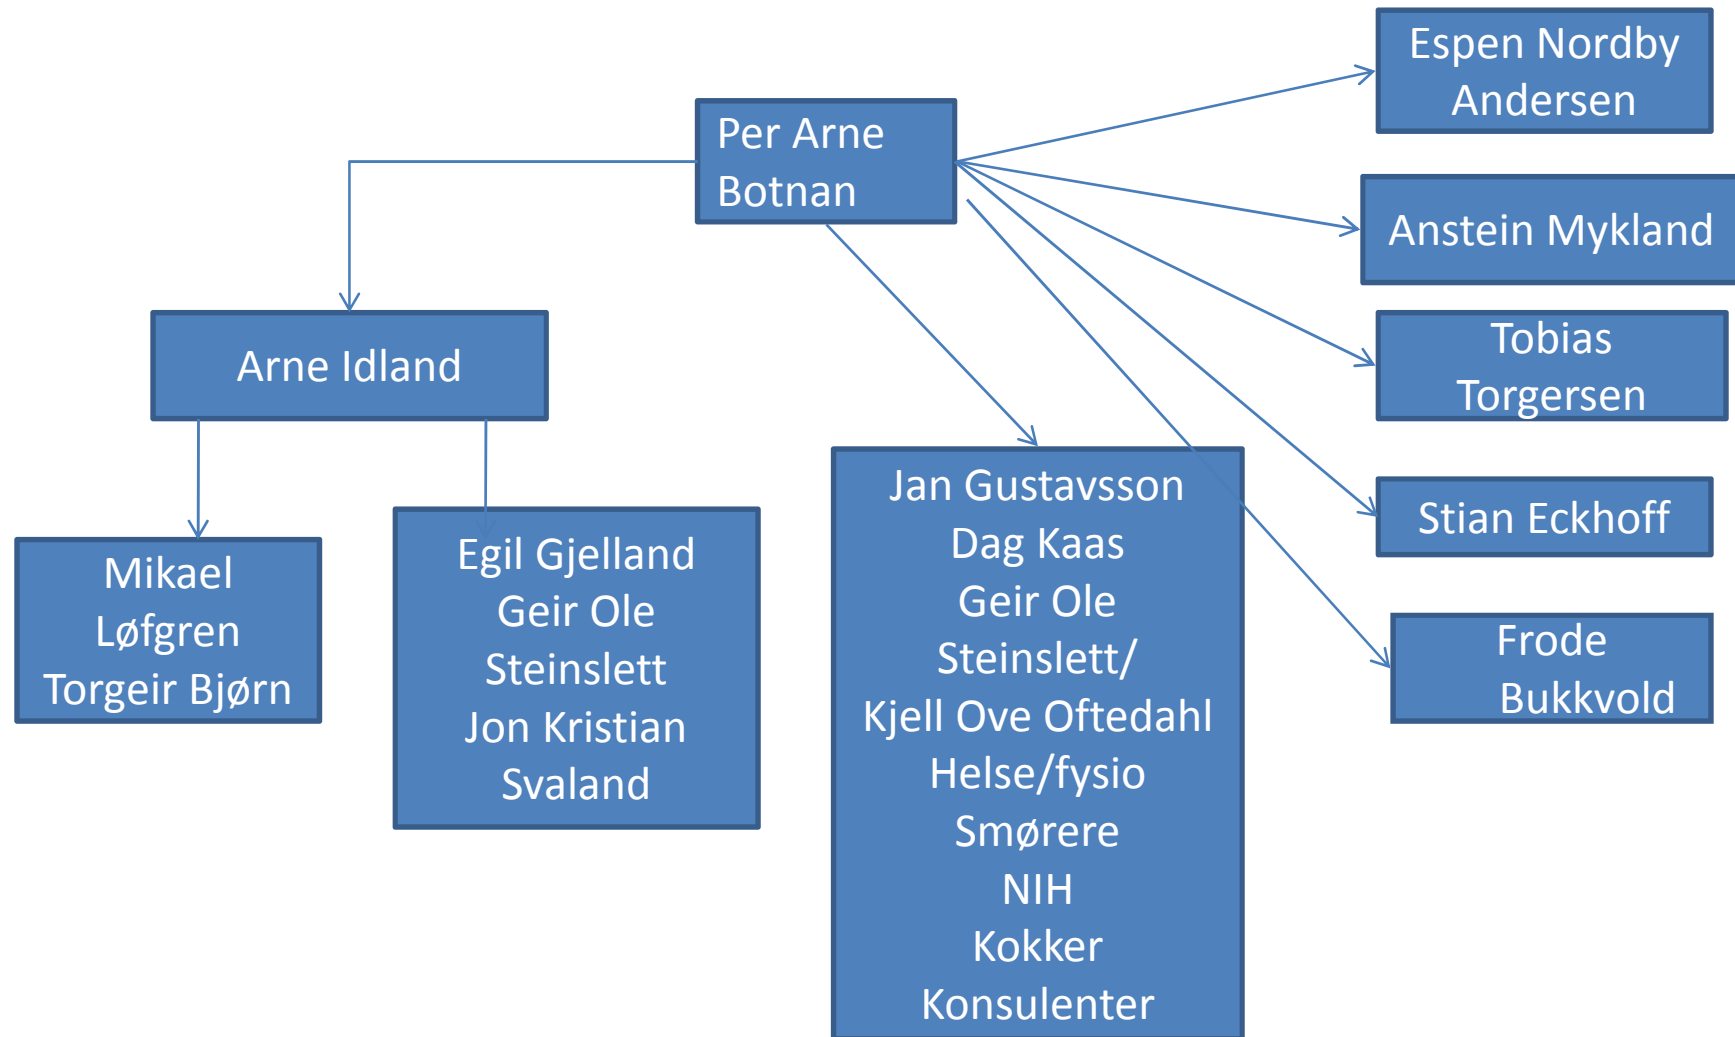 Per Arne
Botnan
Espen Nordby
Andersen
Anstein Mykland
Tobias
Torgersen
Stian Eckhoff
Frode
Bukkvold
Arne Idland
Mikael
Løfgren
Torgeir Bjørn
Egil Gjelland
Geir Ole
Steinslett
Jon Kristian
Svaland
Jan Gustavsson
Dag Kaas
Geir Ole
Steinslett/
Kjell Ove Oftedahl
Helse/fysio
Smørere
NIH
Kokker
Konsulenter